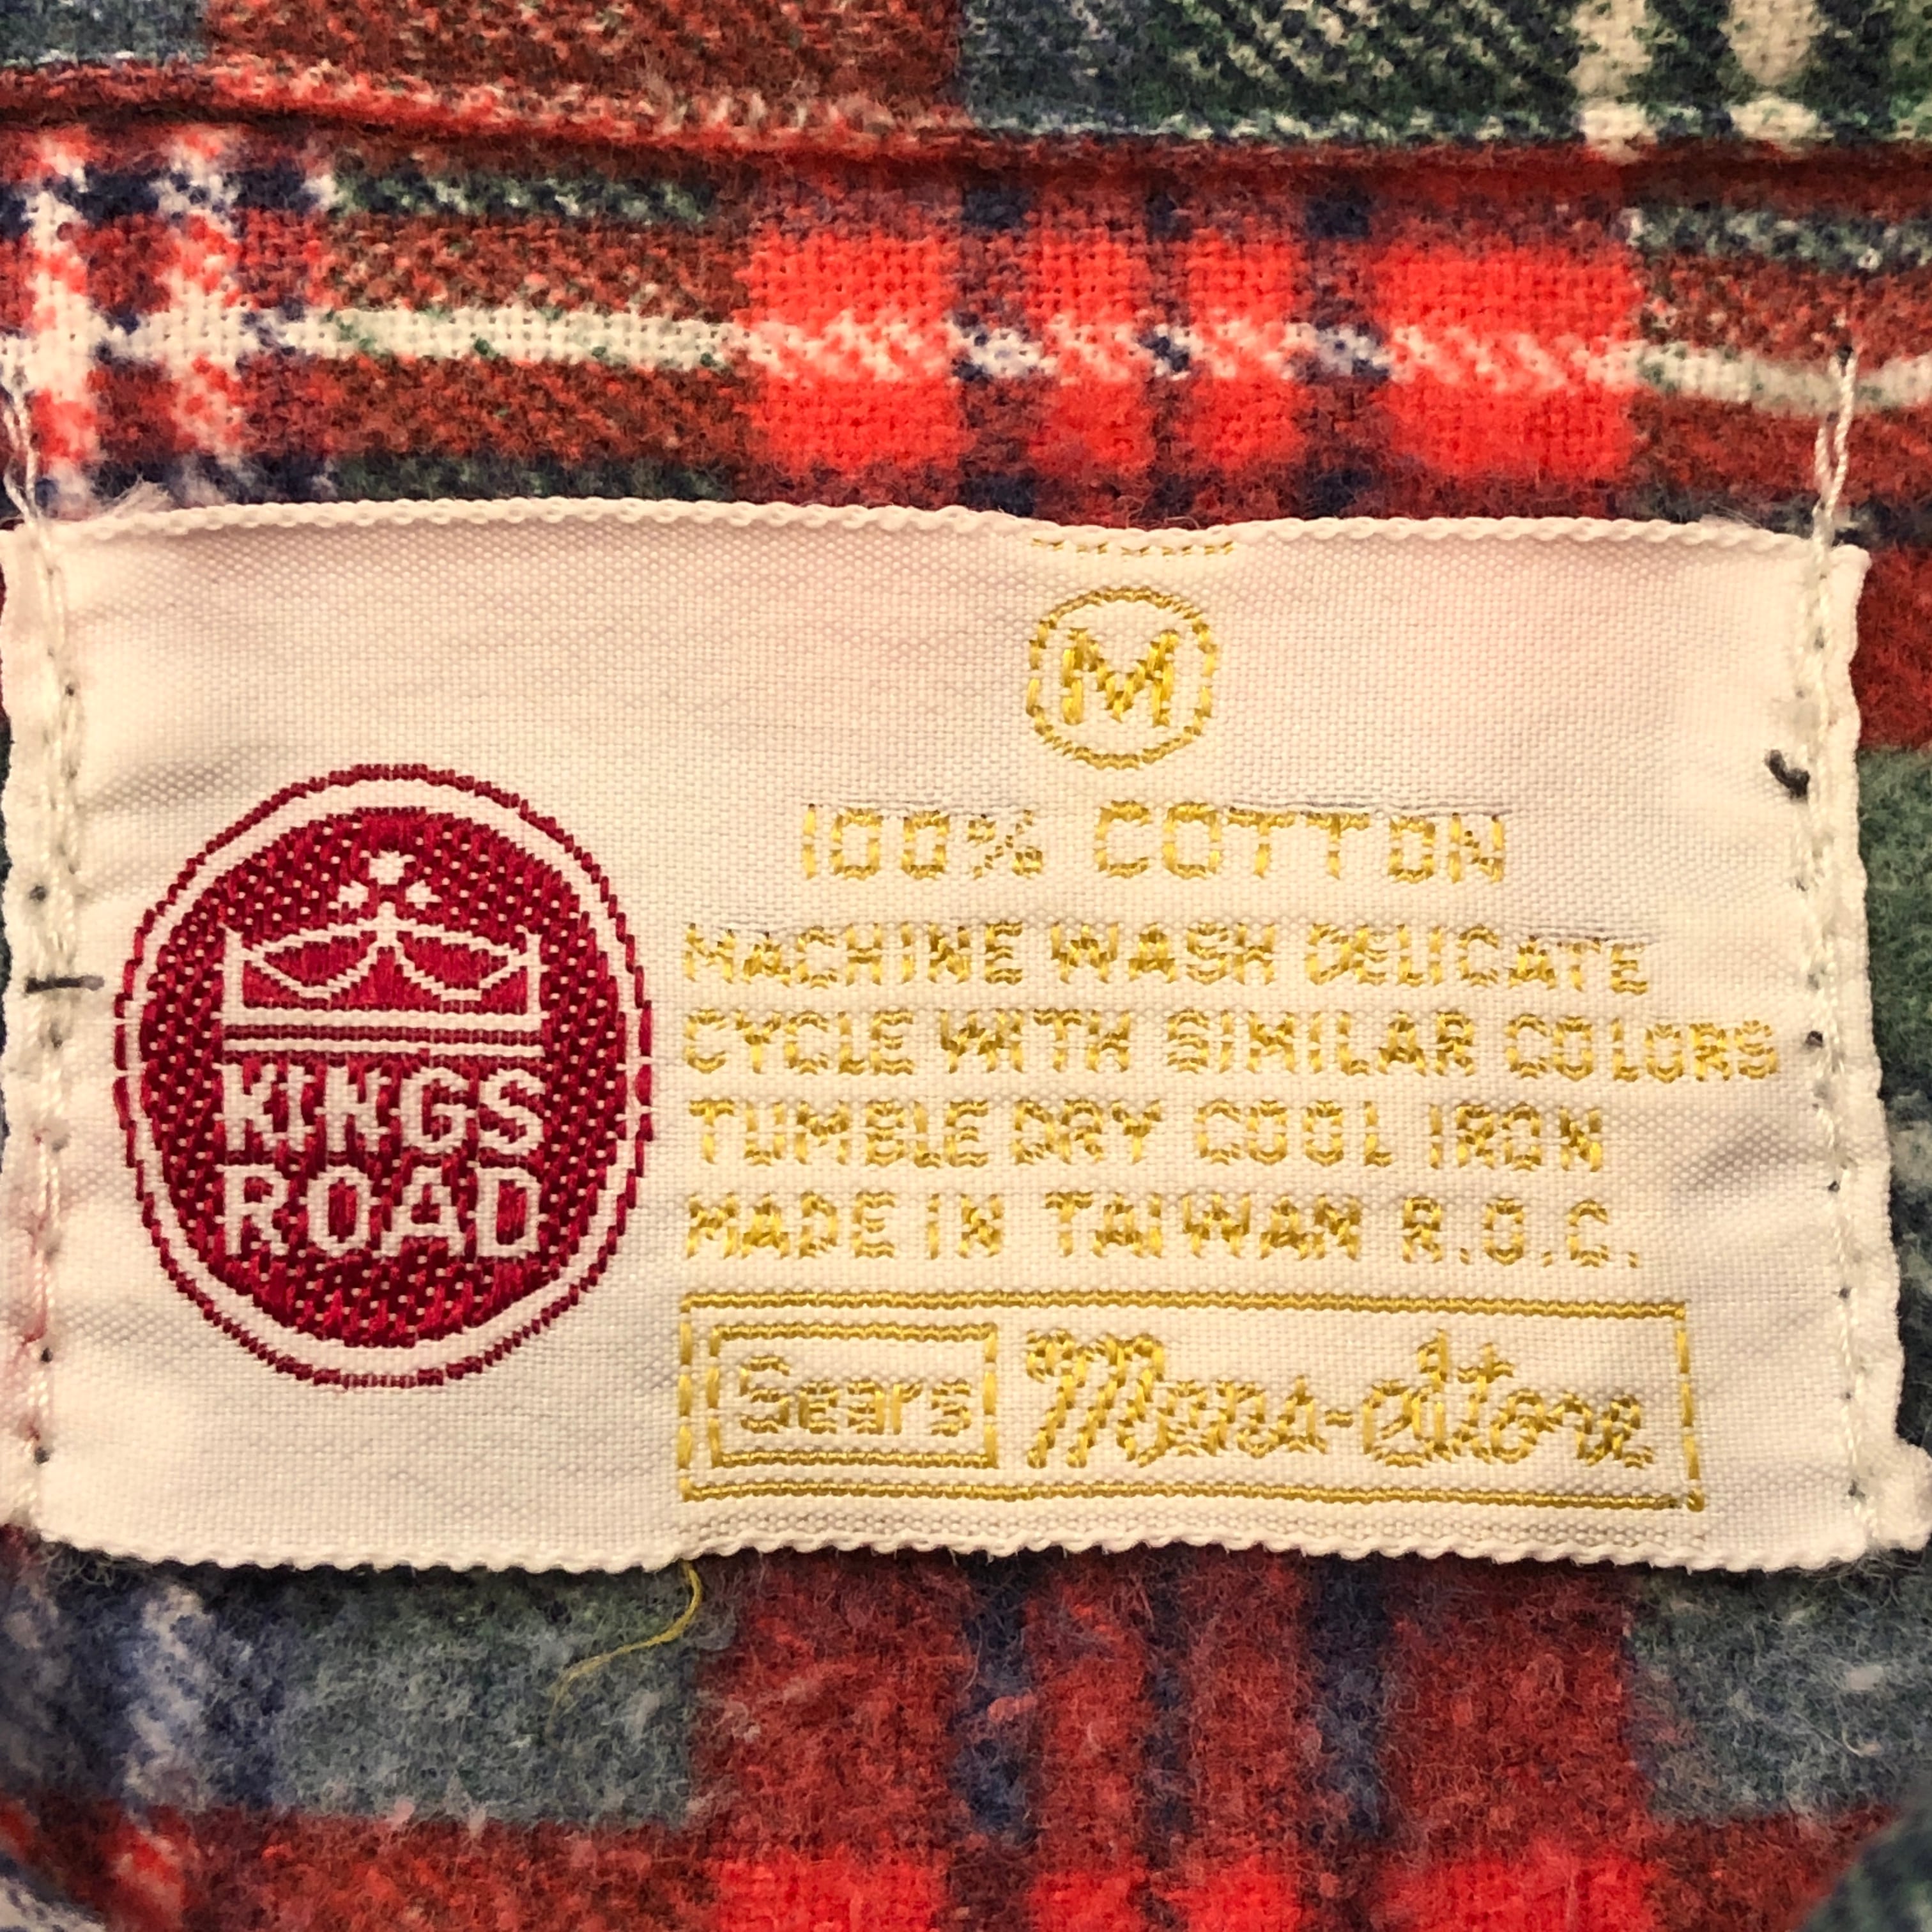 M
100% COTTON
MACHINE WASH DELICATE
CYCLE WITH SIMILAR COLORS
TUMBLE DRY COOL IRON
MADE IN TAIWAN R.O.C.
Sears Mens-Store
KINGS
ROAD